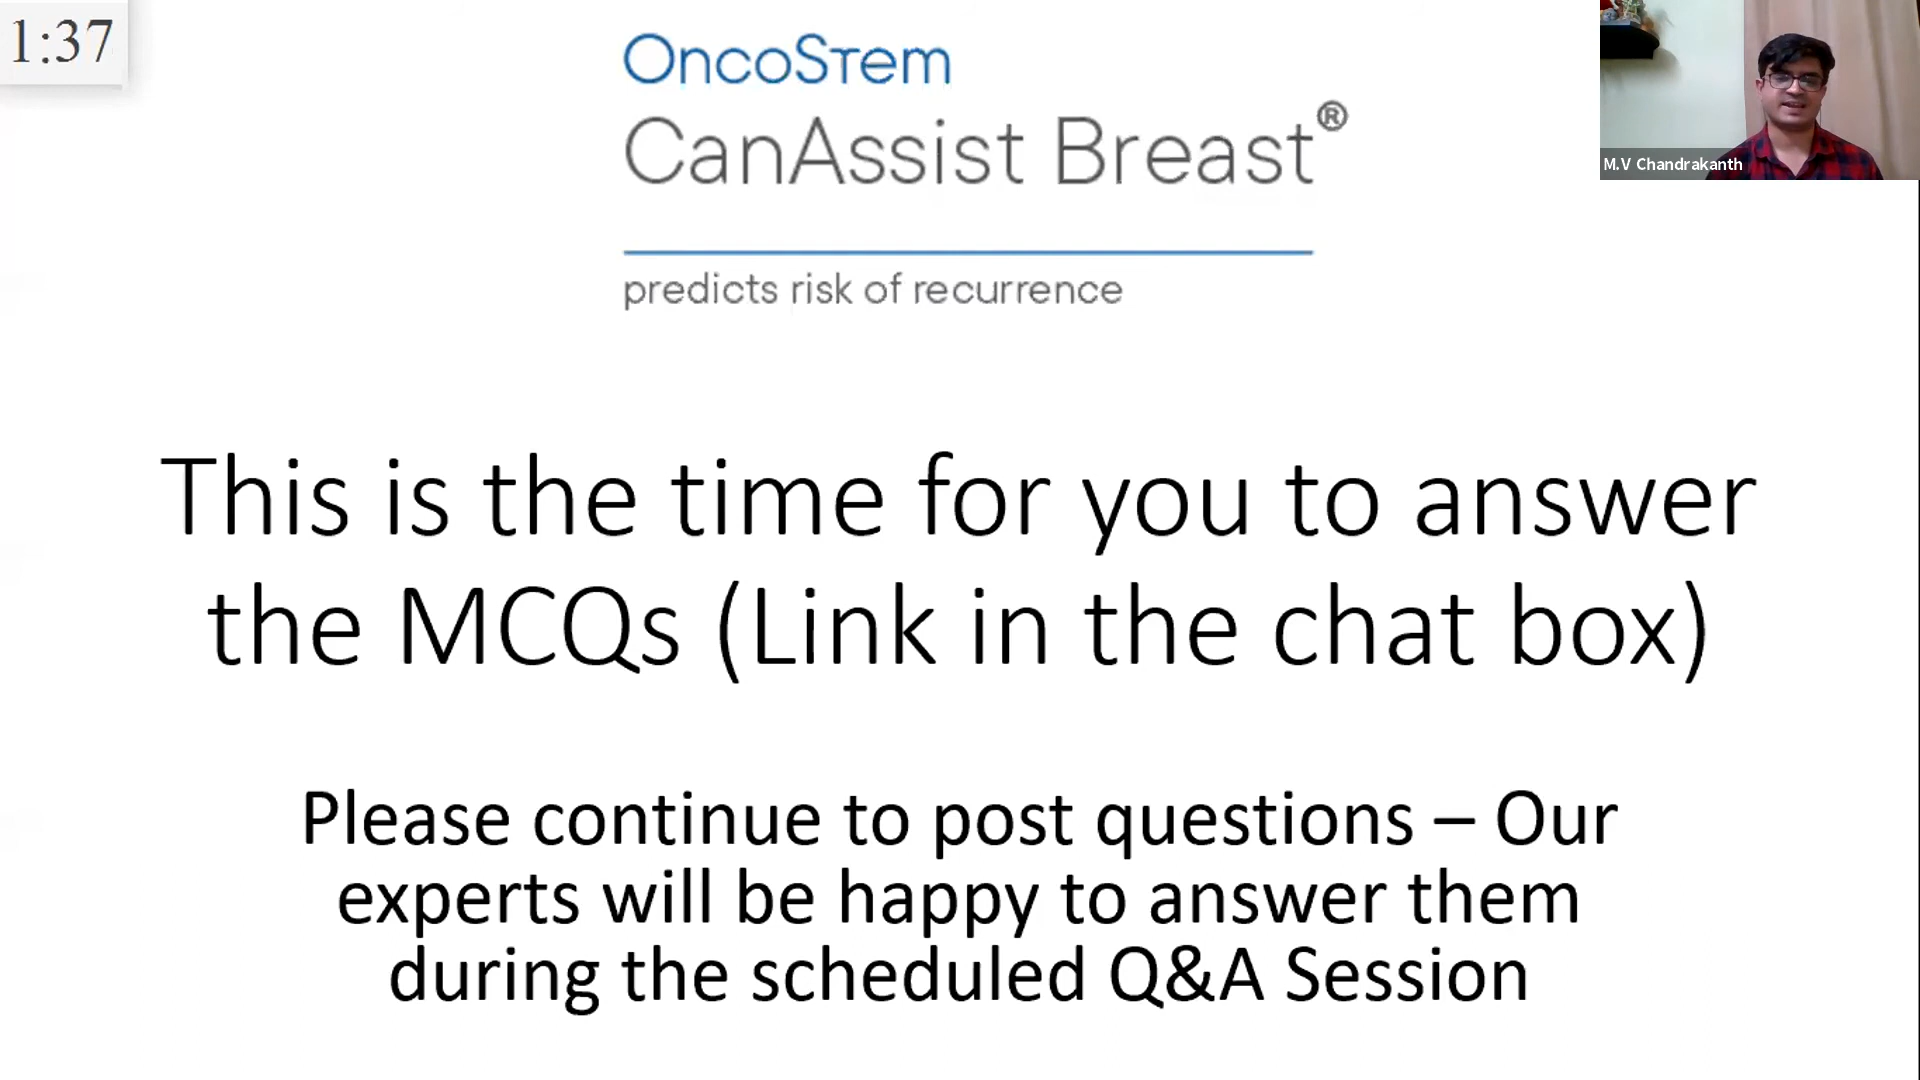 1:37
OncoSTem
CanAssist Breast®
predicts risk of recurrence
M.V Chandrakanth
This is the time for you to answer
the MCQs (Link in the chat box)
Please continue to post questions – Our
experts will be happy to answer them
during the scheduled Q&A Session